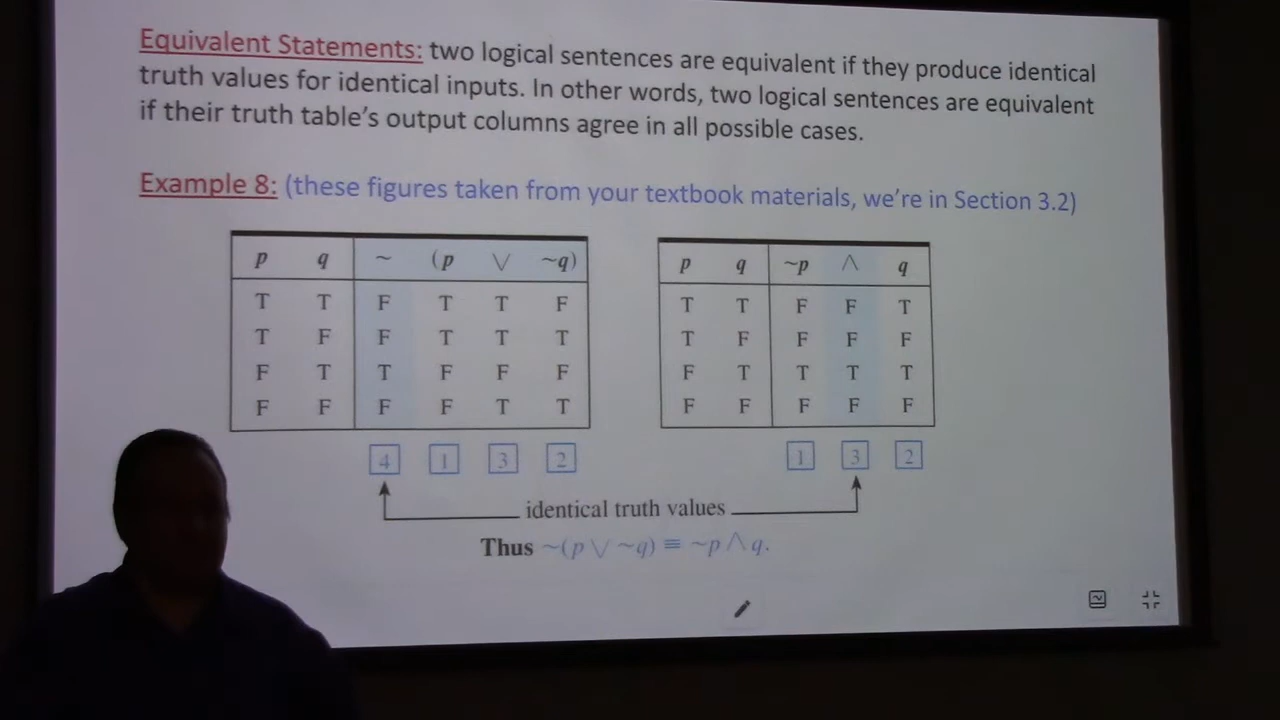 Equivalent Statements: two logical sentences are equivalent if they produce identical
truth values for identical inputs. In other words, two logical sentences are equivalent
if their truth table's output columns agree in all possible cases.
Example 8: (these figures taken from your textbook materials, we're in Section 3.2)
p q ~ (p ∨ ~q)
T T F T T F
T F F T T T
F T T F F F
F F F F T T
4 1 3 2
p q ~p ∧ q
T T F F T
T F F F F
F T T T T
F F F F F
1 3 2
identical truth values
Thus ~(p ∨ ~q) ≡ ~p ∧ q.